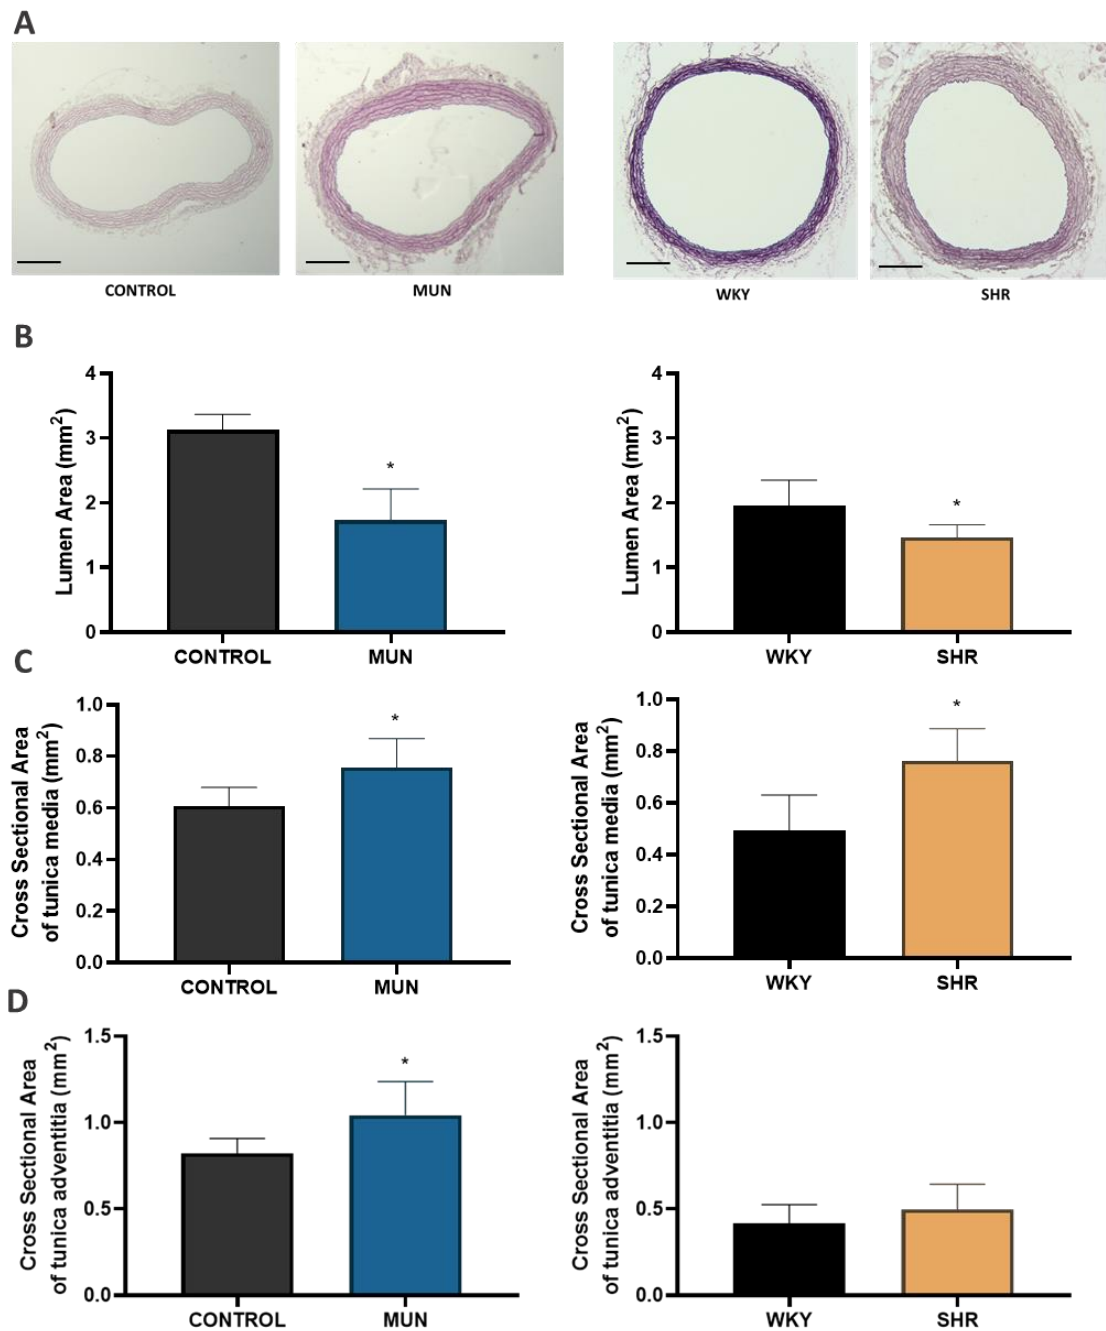 A
CONTROL
MUN
WKY
SHR
B
Lumen Area (mm²)
4
3
2
1
0
*
CONTROL
MUN
Lumen Area (mm²)
4
3
2
1
0
*
WKY
SHR
C
Cross Sectional Area
of tunica media (mm²)
1.0
0.8
0.6
0.4
0.2
0.0
*
CONTROL
MUN
Cross Sectional Area
of tunica media (mm²)
1.0
0.8
0.6
0.4
0.2
0.0
*
WKY
SHR
D
Cross Sectional Area
of tunica adventitia (mm²)
1.5
1.0
0.5
0.0
*
CONTROL
MUN
Cross Sectional Area
of tunica adventitia (mm²)
1.5
1.0
0.5
0.0
WKY
SHR